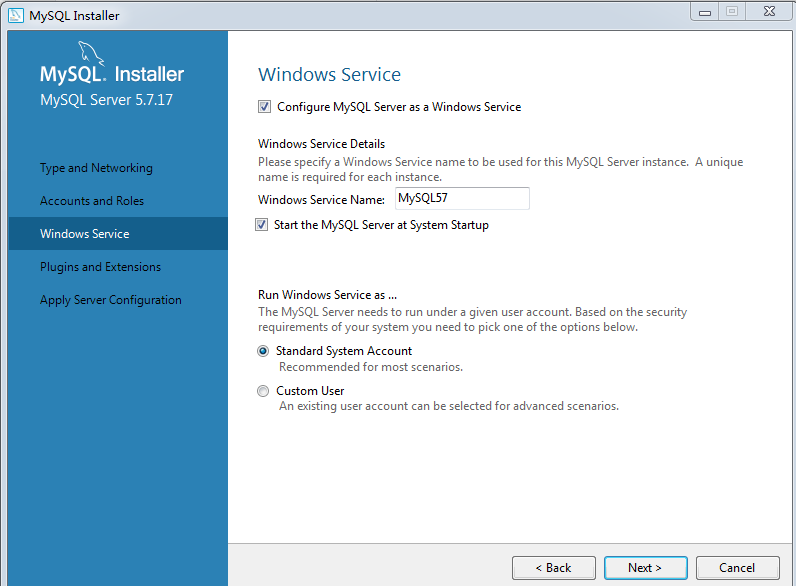 MySQL Installer
MySQL. Installer
MySQL Server 5.7.17
Type and Networking
Accounts and Roles
Windows Service
Plugins and Extensions
Apply Server Configuration
Windows Service
Configure MySQL Server as a Windows Service
Windows Service Details
Please specify a Windows Service name to be used for this MySQL Server instance. A unique
name is required for each instance.
Windows Service Name: MySQL57
Start the MySQL Server at System Startup
Run Windows Service as ...
The MySQL Server needs to run under a given user account. Based on the security
requirements of your system you need to pick one of the options below.
Standard System Account
Recommended for most scenarios.
Custom User
An existing user account can be selected for advanced scenarios.
< Back Next > Cancel